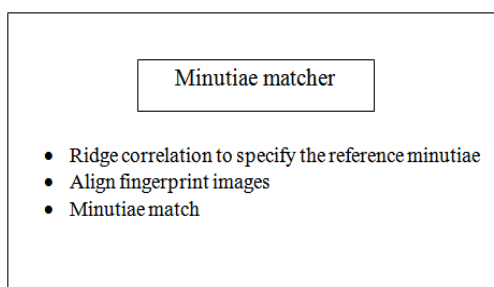 Minutiae matcher
• Ridge correlation to specify the reference minutiae
• Align fingerprint images
• Minutiae match